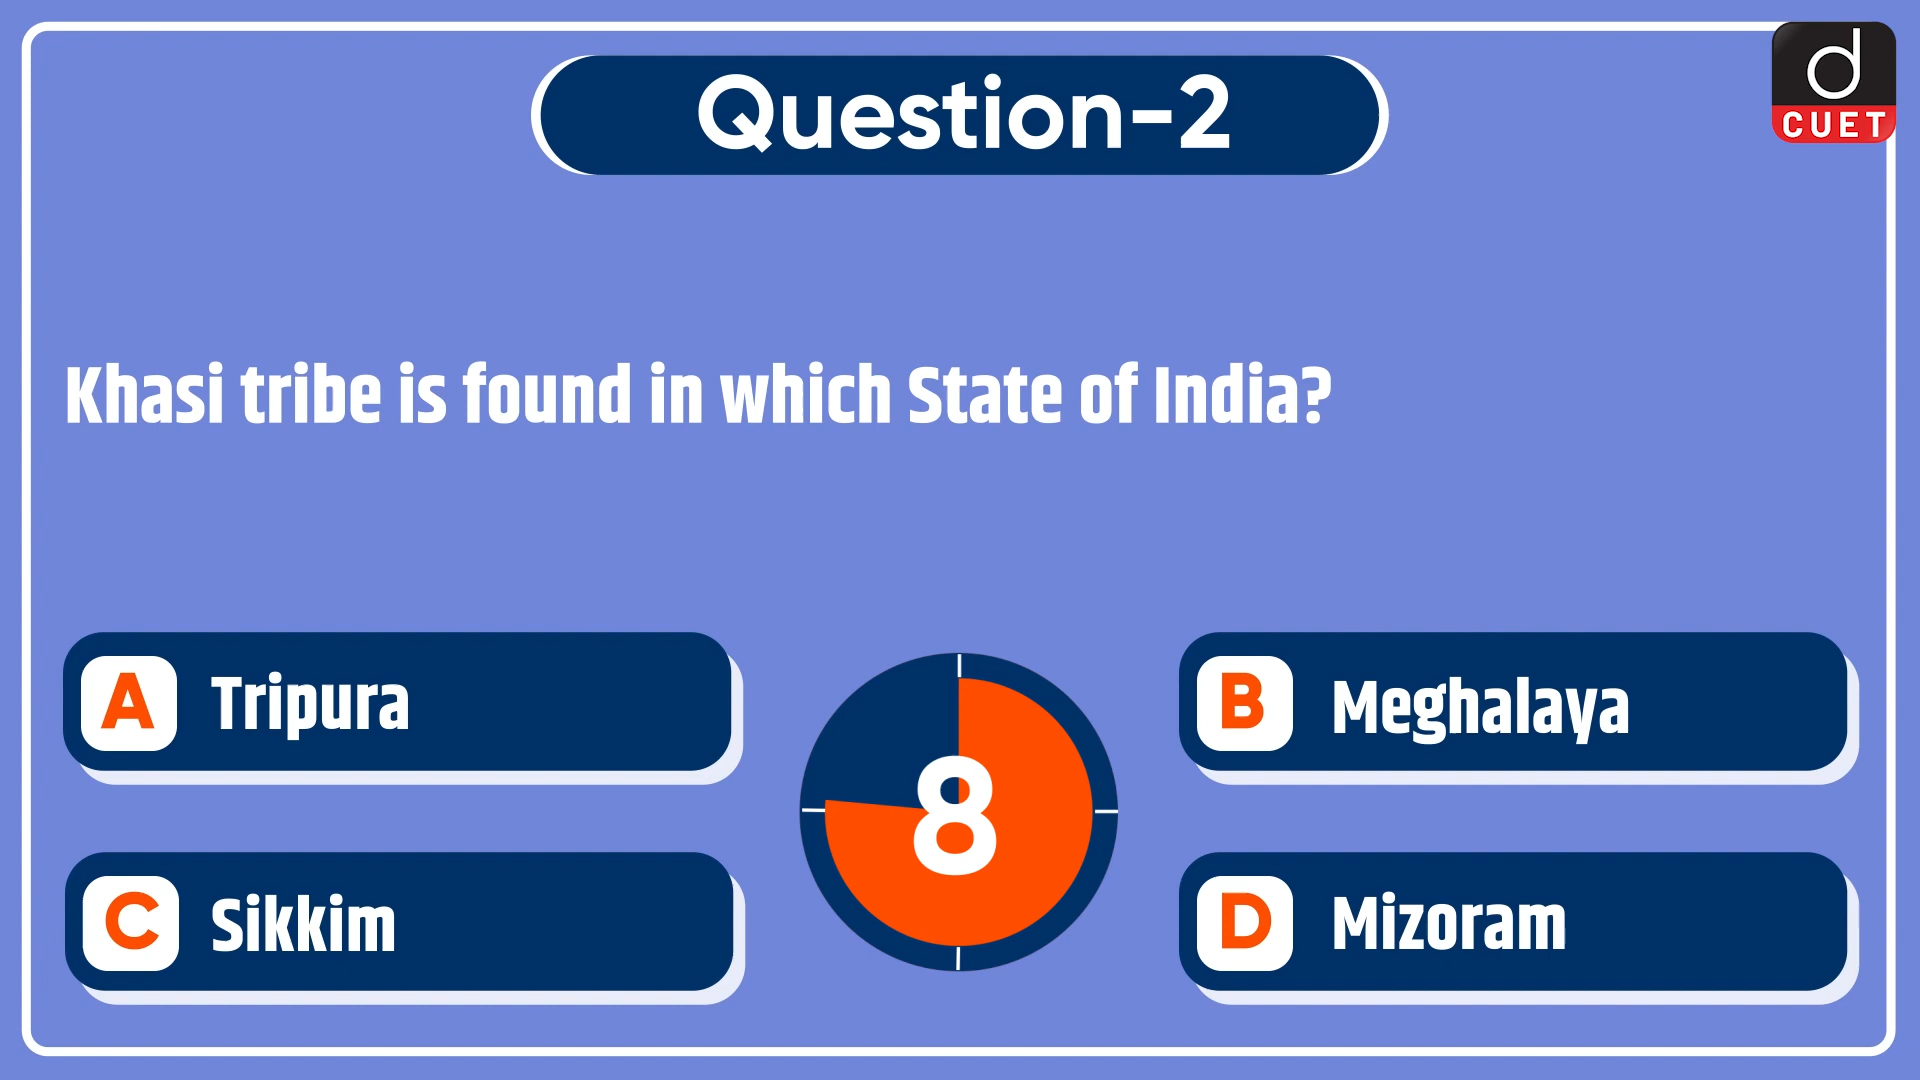 Question-2
d
CUET
Khasi tribe is found in which State of India?
A Tripura
B Meghalaya
8
C Sikkim
D Mizoram